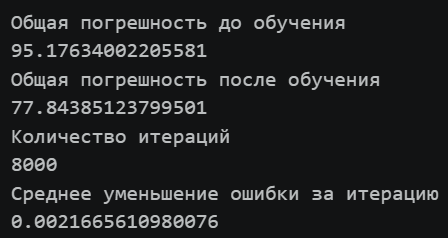 Общая погрешность до обучения
95.17634002205581
Общая погрешность после обучения
77.84385123799501
Количество итераций
8000
Среднее уменьшение ошибки за итерацию
0.0021665610980076